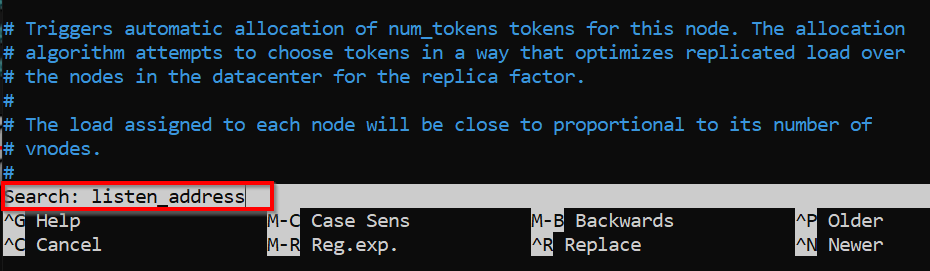 # Triggers automatic allocation of num_tokens tokens for this node. The allocation
# algorithm attempts to choose tokens in a way that optimizes replicated load over
# the nodes in the datacenter for the replica factor.
#
# The load assigned to each node will be close to proportional to its number of
# vnodes.
#
Search: listen_address
^G Help M-C Case Sens M-B Backwards ^P Older
^C Cancel M-R Reg.exp. ^R Replace ^N Newer